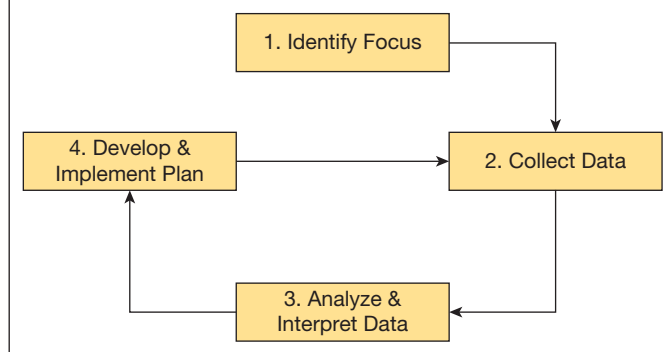 1. Identify Focus
4. Develop &
Implement Plan
2. Collect Data
3. Analyze &
Interpret Data